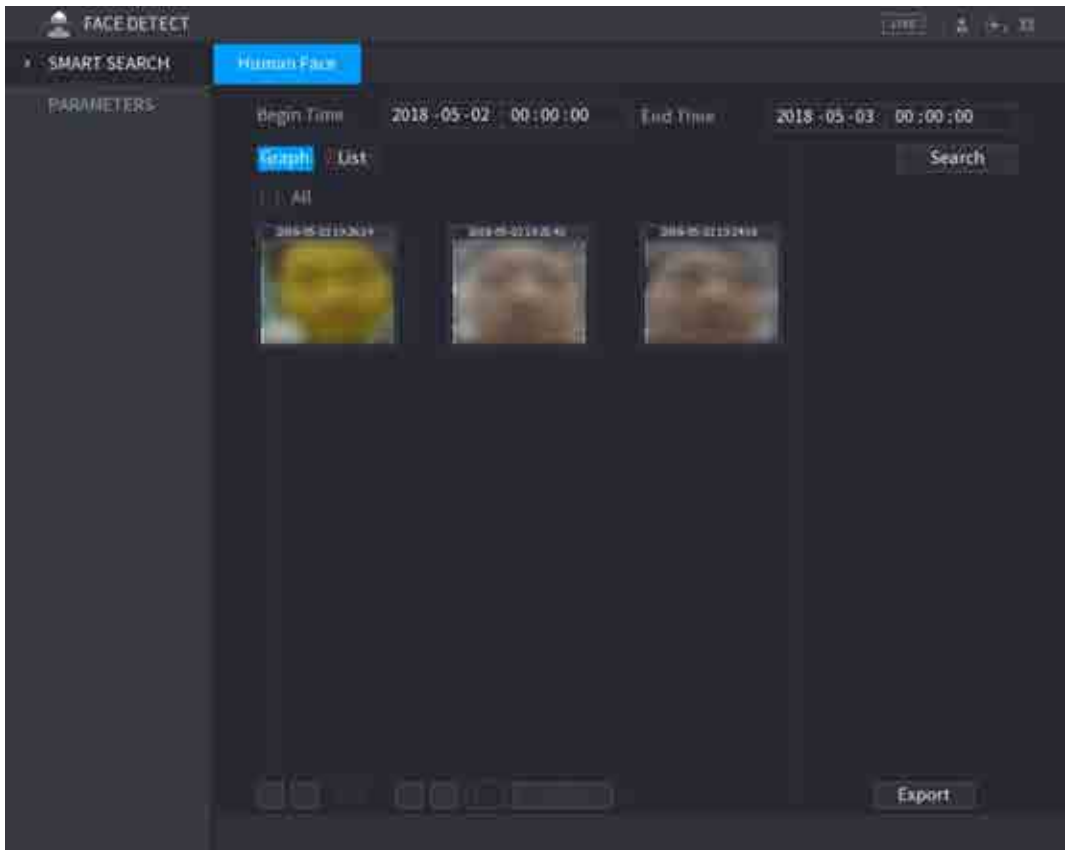 FACE DETECT
LIVE
SMART SEARCH
Human Face
PARAMETERS
Begin Time 2018 -05 -02 00 :00 :00 End Time 2018 -05 -03 00 :00 :00
Graph List Search
All
Export